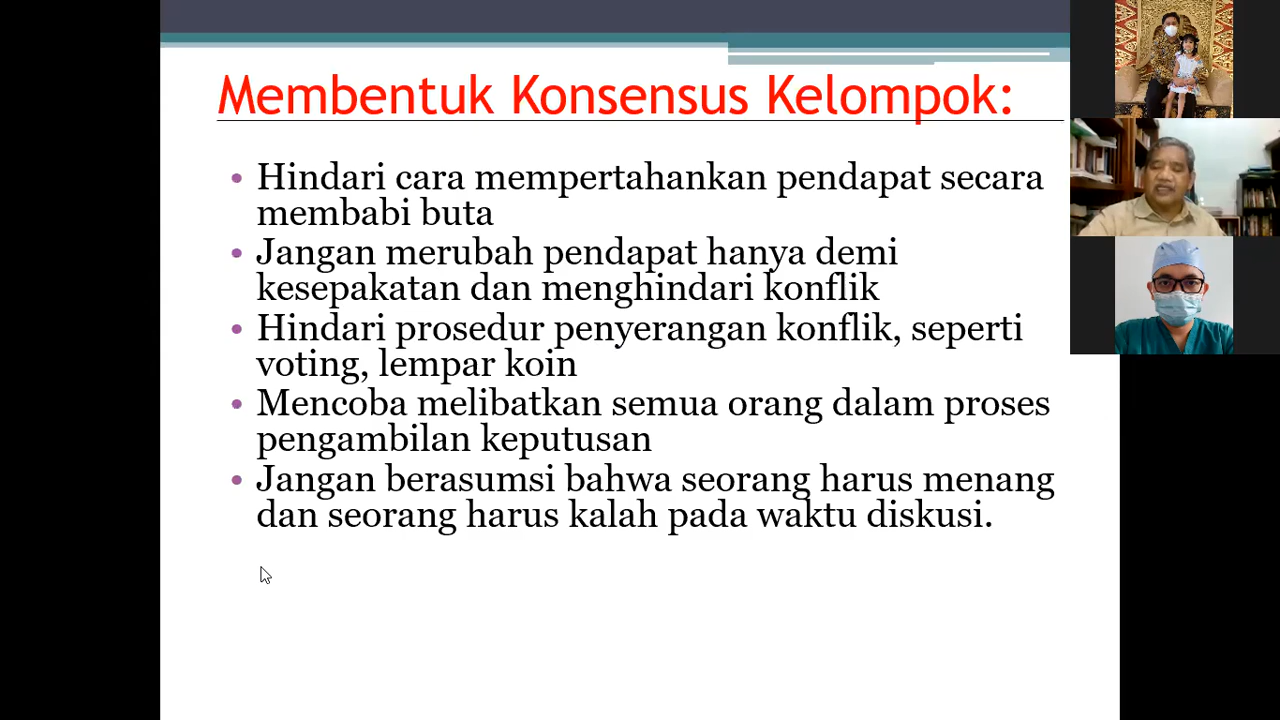 Membentuk Konsensus Kelompok:
• Hindari cara mempertahankan pendapat secara
membabi buta
• Jangan merubah pendapat hanya demi
kesepakatan dan menghindari konflik
• Hindari prosedur penyerangan konflik, seperti
voting, lempar koin
• Mencoba melibatkan semua orang dalam proses
pengambilan keputusan
• Jangan berasumsi bahwa seorang harus menang
dan seorang harus kalah pada waktu diskusi.